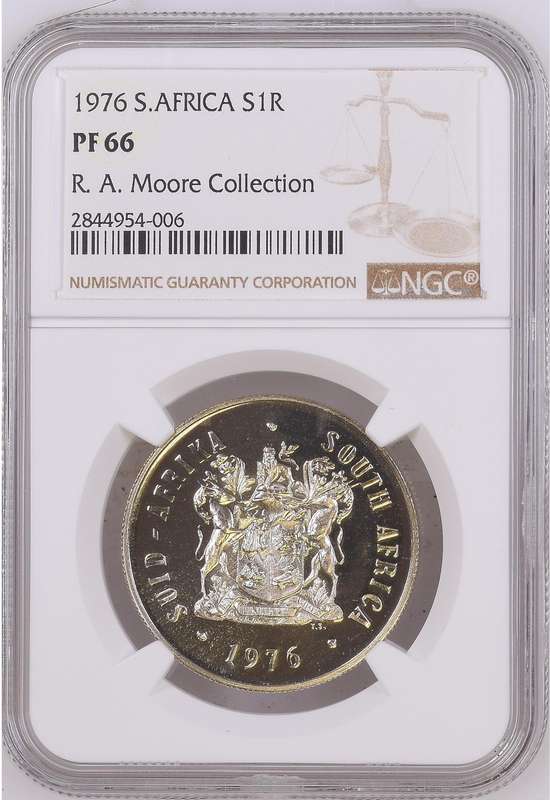 1976 S.AFRICA S1R
PF 66
R. A. Moore Collection
2844954-006
NUMISMATIC GUARANTY CORPORATION
NGC®
SUID-AFRIKA
SOUTH AFRICA
T.S.
1976